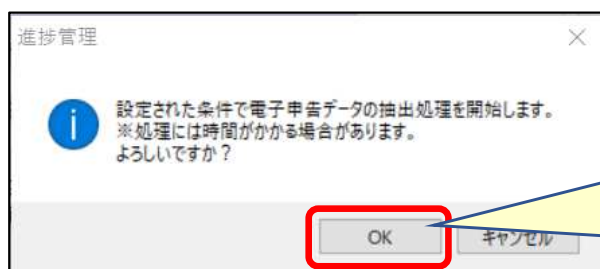 進捗管理
設定された条件で電子申告データの抽出処理を開始します。
※処理には時間がかかる場合があります。
よろしいですか？
OK
キャンセル